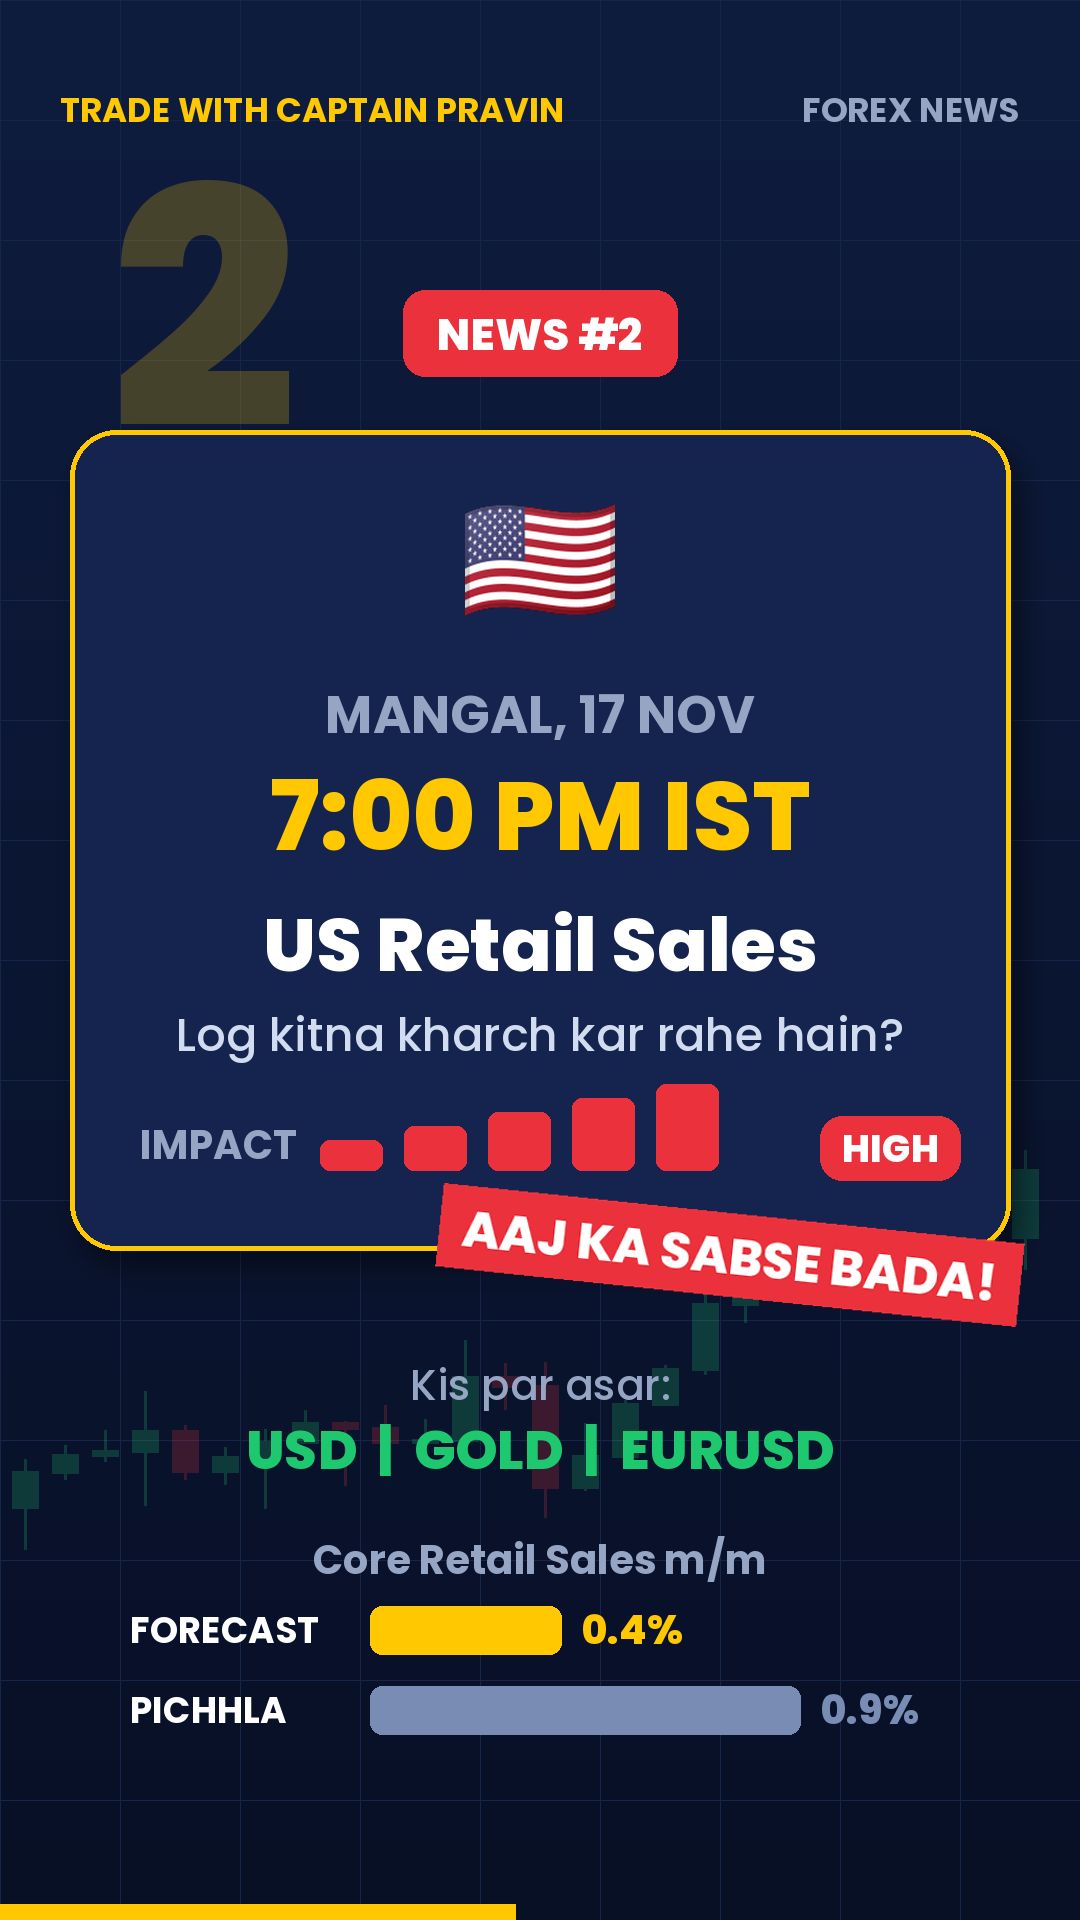 TRADE WITH CAPTAIN PRAVIN
FOREX NEWS
2
NEWS #2
MANGAL, 17 NOV
7:00 PM IST
US Retail Sales
Log kitna kharch kar rahe hain?
IMPACT
HIGH
AAJ KA SABSE BADA!
Kis par asar:
USD | GOLD | EURUSD
Core Retail Sales m/m
FORECAST 0.4%
PICHHLA 0.9%